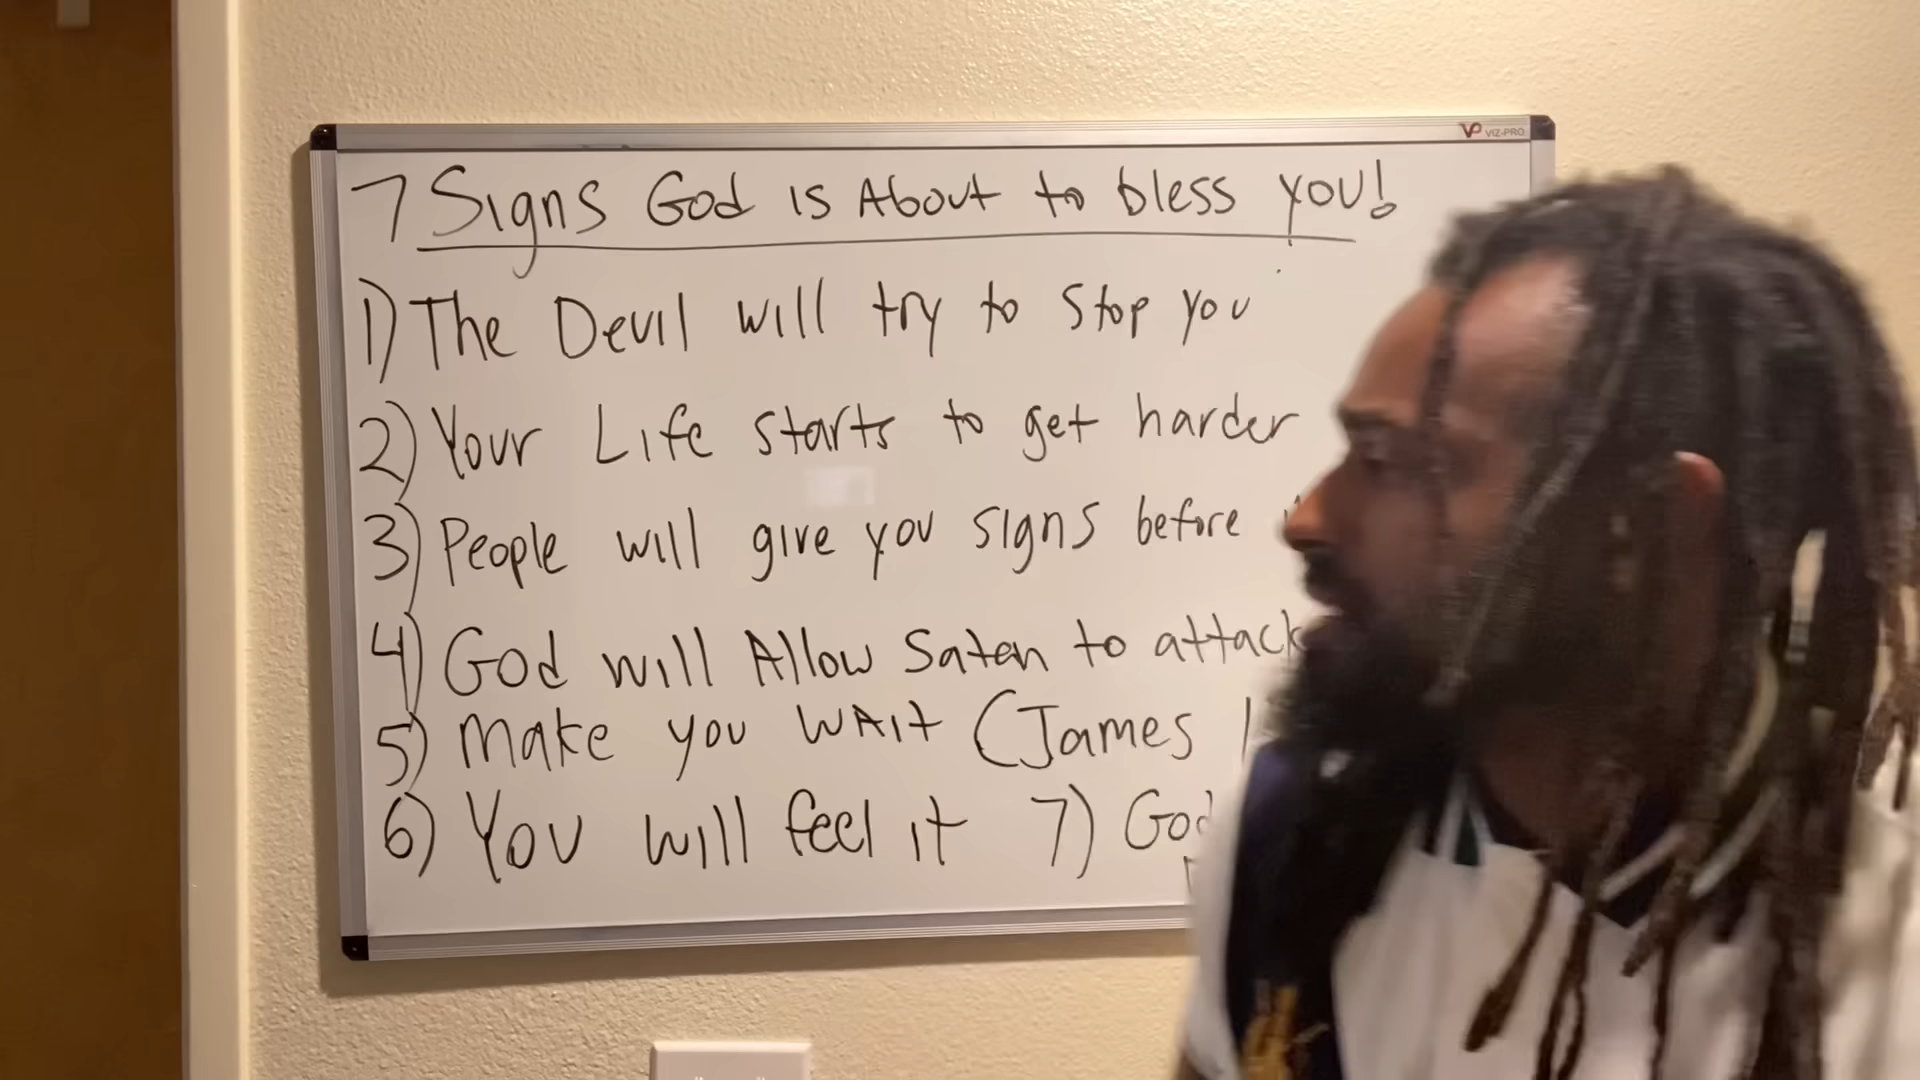 VP VIZ-PRO
7 Signs God is About to bless you!
1) The Devil will try to stop you
2) Your Life starts to get harder
3) People will give you signs before
4) God will Allow Saten to attack
5) make you wait (James 1
6) You will feel it 7) God